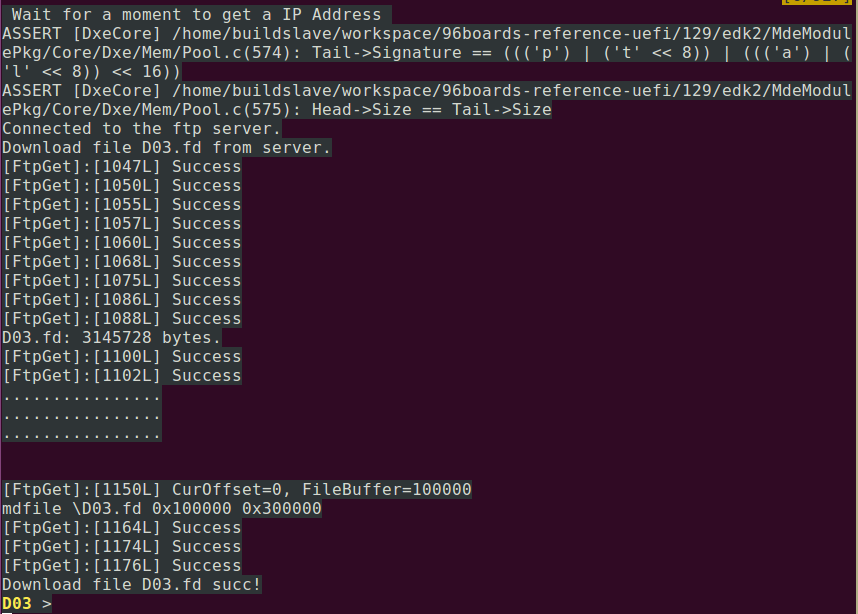 Wait for a moment to get a IP Address
ASSERT [DxeCore] /home/buildslave/workspace/96boards-reference-uefi/129/edk2/MdeModul
ePkg/Core/Dxe/Mem/Pool.c(574): Tail->Signature == ((('p') | ('t' << 8)) | ((('a') | (
'l' << 8)) << 16))
ASSERT [DxeCore] /home/buildslave/workspace/96boards-reference-uefi/129/edk2/MdeModul
ePkg/Core/Dxe/Mem/Pool.c(575): Head->Size == Tail->Size
Connected to the ftp server.
Download file D03.fd from server.
[FtpGet]:[1047L] Success
[FtpGet]:[1050L] Success
[FtpGet]:[1055L] Success
[FtpGet]:[1057L] Success
[FtpGet]:[1060L] Success
[FtpGet]:[1068L] Success
[FtpGet]:[1075L] Success
[FtpGet]:[1086L] Success
[FtpGet]:[1088L] Success
D03.fd: 3145728 bytes.
[FtpGet]:[1100L] Success
[FtpGet]:[1102L] Success
................
................
................
[FtpGet]:[1150L] CurOffset=0, FileBuffer=100000
mdfile \D03.fd 0x100000 0x300000
[FtpGet]:[1164L] Success
[FtpGet]:[1174L] Success
[FtpGet]:[1176L] Success
Download file D03.fd succ!
D03 >